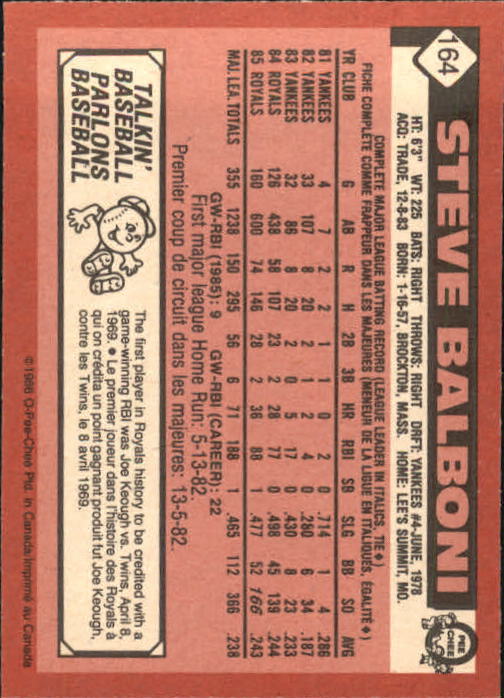 164
STEVE BALBONI
O PEE CHEE
HT: 6'3" WT: 225 BATS: RIGHT THROWS: RIGHT DRFT: YANKEES #4-JUNE, 1978
ACQ: TRADE, 12-8-83 BORN: 1-16-57, BROCKTON, MASS. HOME: LEE'S SUMMIT, MO.
COMPLETE MAJOR LEAGUE BATTING RECORD (LEAGUE LEADER IN ITALICS, TIE♦)
FICHE COMPLÈTE COMME FRAPPEUR DANS LES MAJEURES (MENEUR DE LA LIGUE EN ITALIQUES, ÉGALITÉ♦)
YR CLUB G AB R H 2B 3B HR RBI SB SLG BB SO AVG
81 YANKEES 4 7 2 2 1 1 0 2 0 .714 1 4 .286
82 YANKEES 33 107 8 20 2 1 2 4 0 .280 6 34 .187
83 YANKEES 32 86 8 20 2 0 5 17 0 .430 8 23 .233
84 ROYALS 126 438 58 107 23 2 28 77 0 .498 45 139 .244
85 ROYALS 160 600 74 146 28 2 36 88 1 .477 52 166 .243
MAJ. LEA. TOTALS 355 1238 150 295 56 6 71 188 1 .465 112 366 .238
GW-RBI (1985): 9 GW-RBI (CAREER): 22
First major league Home Run: 5-13-82.
Premier coup de circuit dans les majeures: 13-5-82.
TALKIN'
BASEBALL
PARLONS
BASEBALL
The first player in Royals history to be credited with a
game-winning RBI was Joe Keough vs. Twins, April 8,
1969. ● Le premier joueur dans l'histoire des Royals à
qui on crédita un point gagnant produit fut Joe Keough,
contre les Twins, le 8 avril 1969.
©1986 O-Pee-Chee Ptd. in Canada/Imprimé au Canada